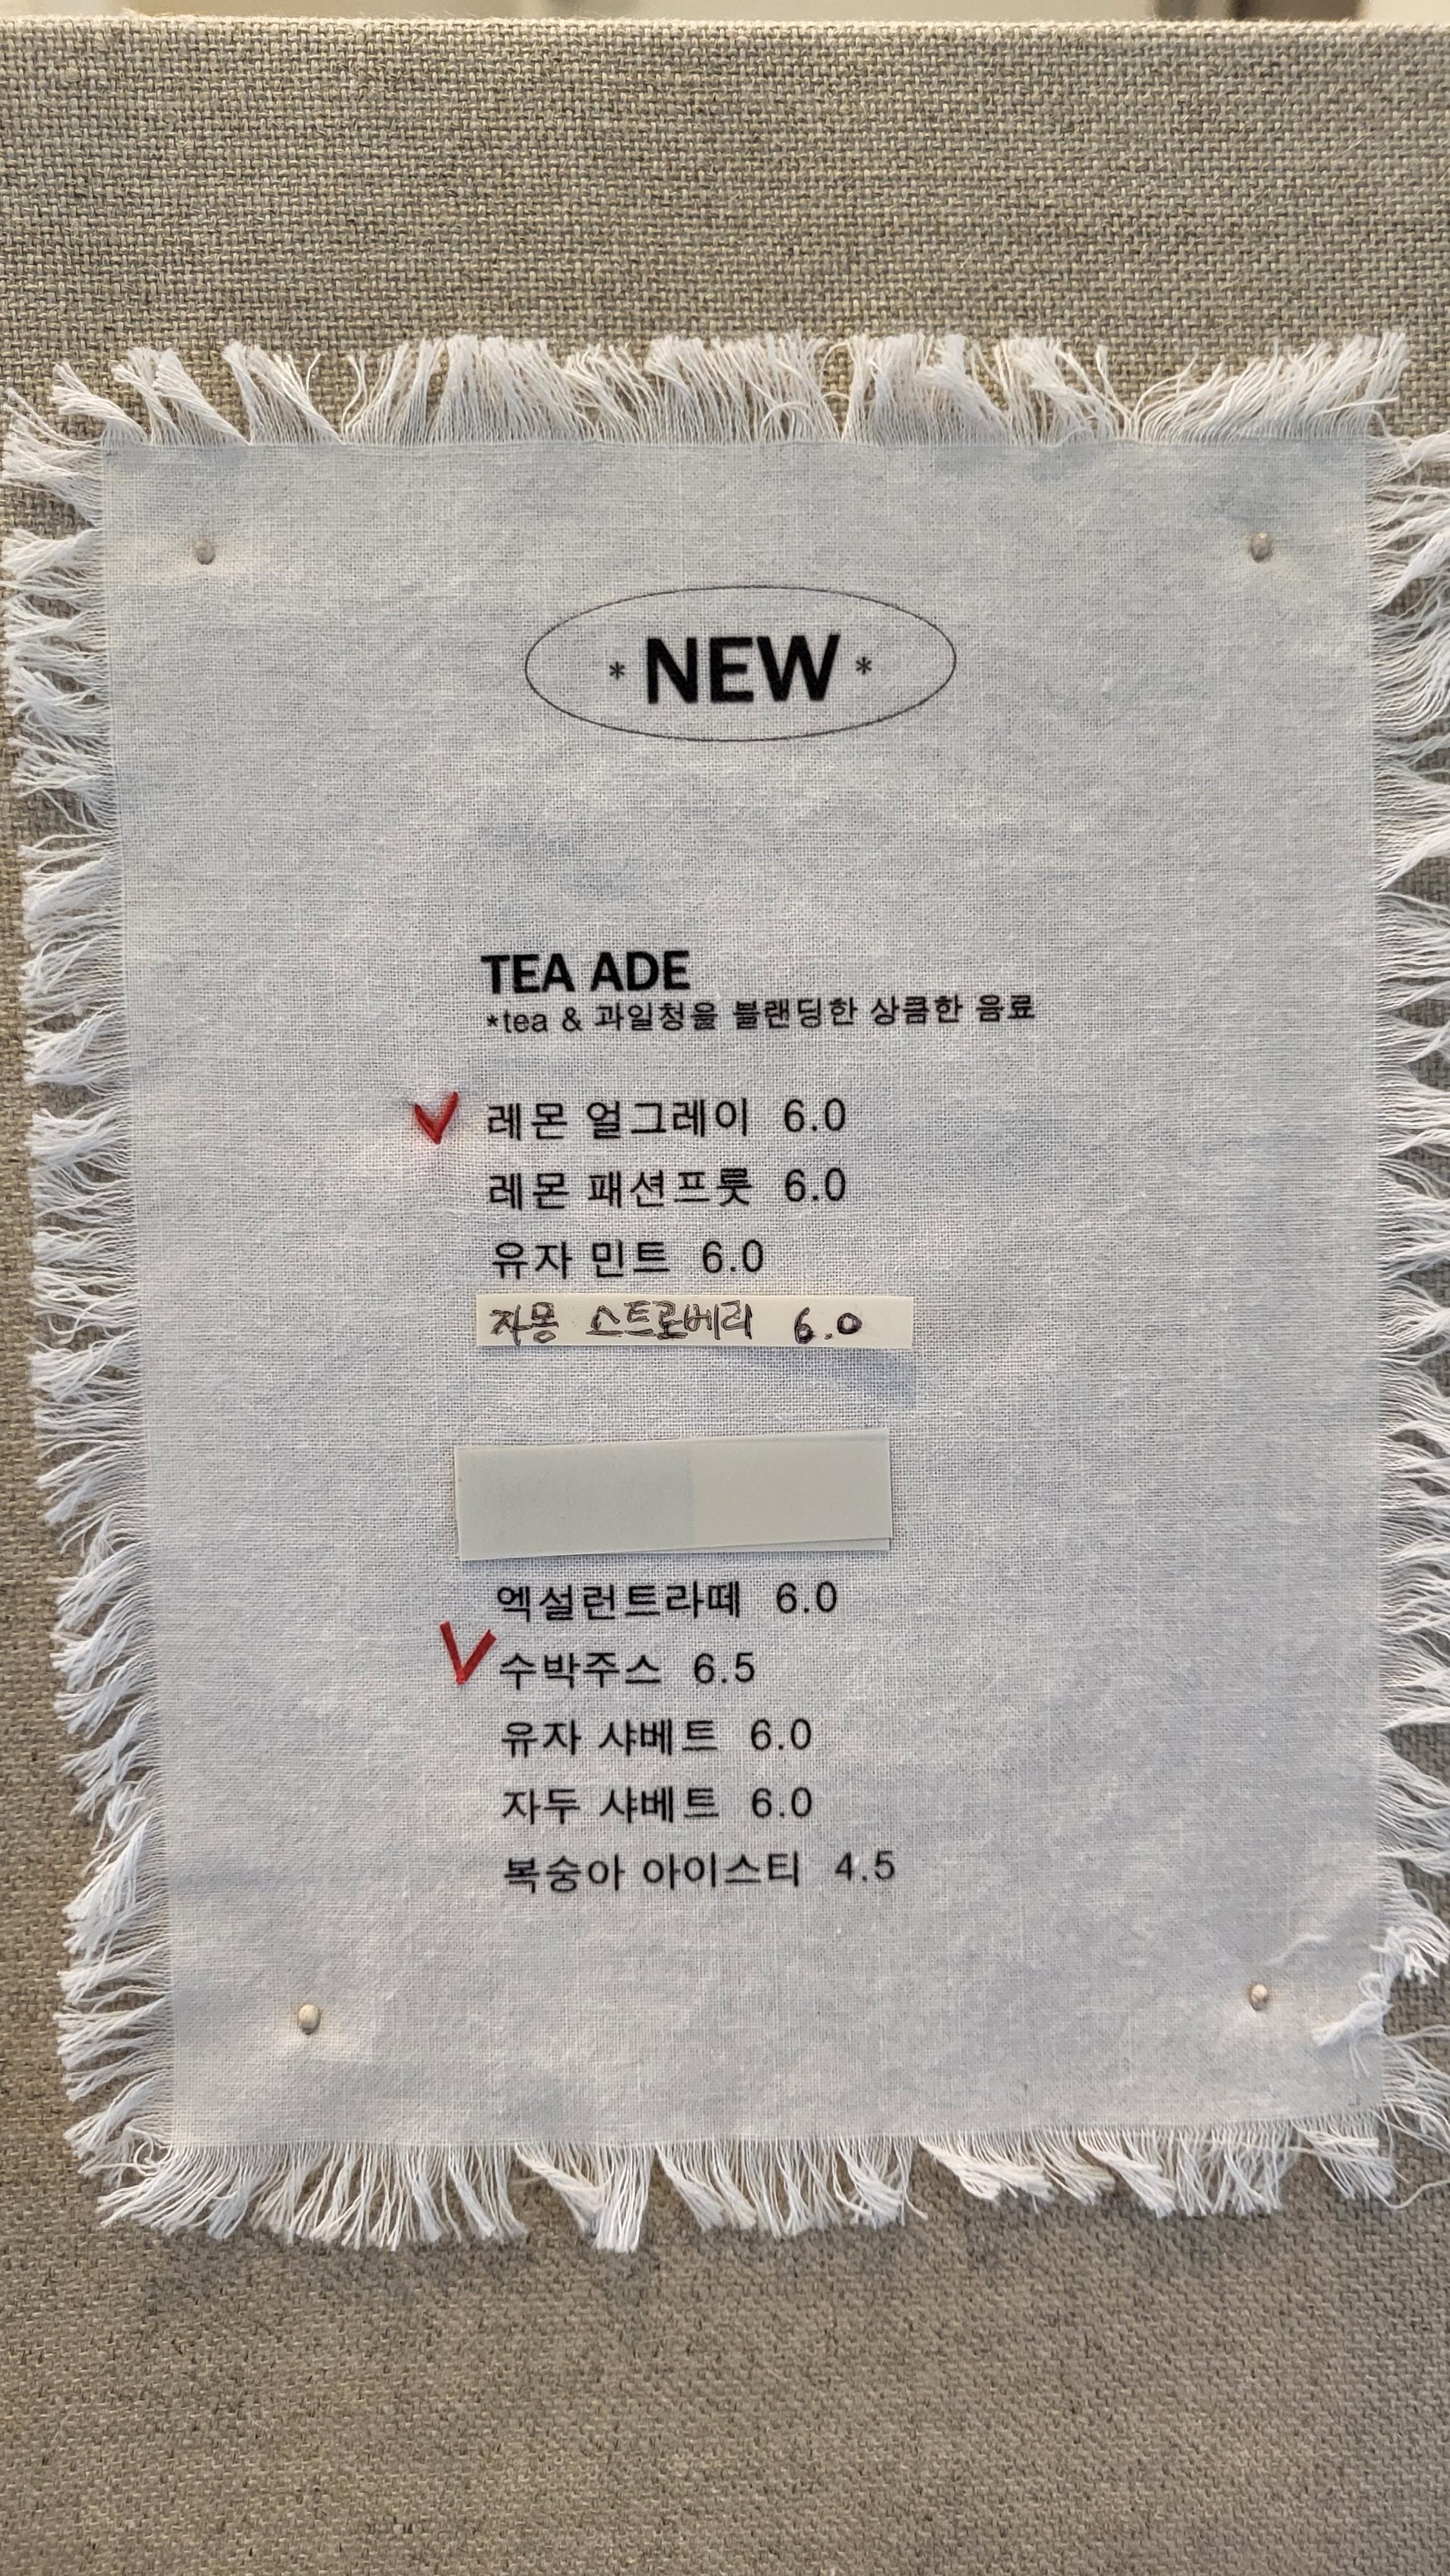 * NEW *
TEA ADE
*tea & 과일청을 블랜딩한 상큼한 음료
레몬 얼그레이 6.0
레몬 패션프룻 6.0
유자 민트 6.0
자몽 스트로베리 6.0
엑설런트라떼 6.0
수박주스 6.5
유자 샤베트 6.0
자두 샤베트 6.0
복숭아 아이스티 4.5